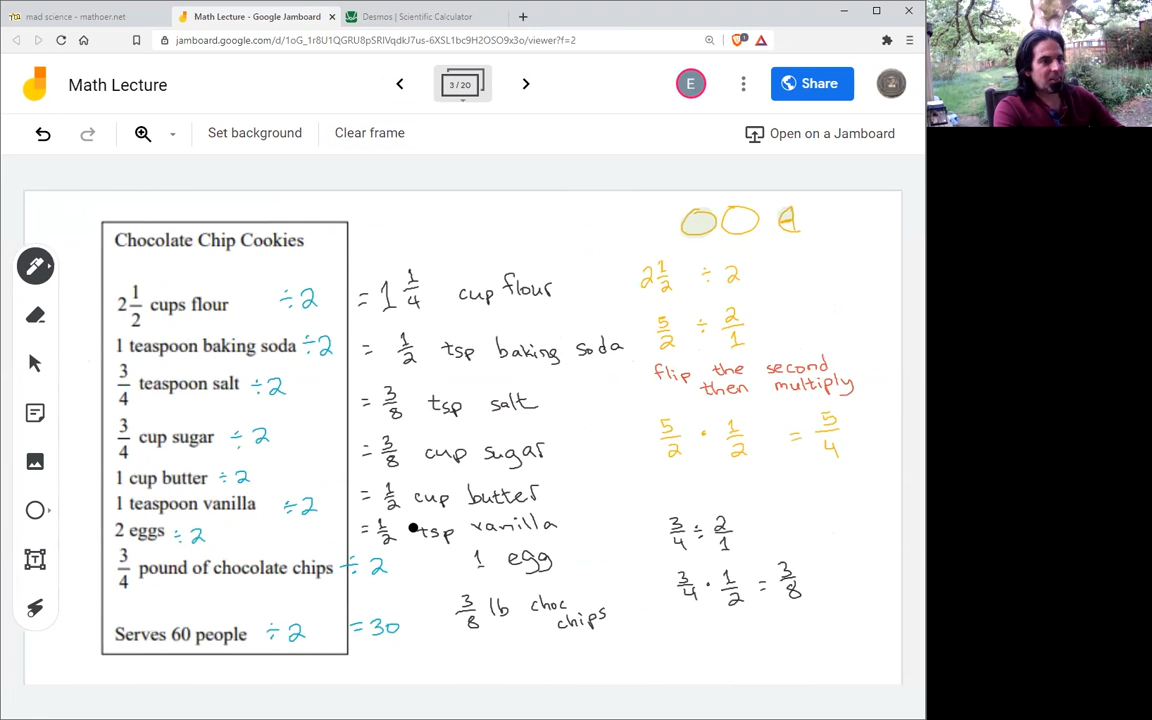 mad science - mathoer.net
Math Lecture - Google Jamboard
Desmos | Scientific Calculator
jamboard.google.com/d/1oG_1r8U1QGRU8pSRlVqdkJ7us-6XSL1bc9H2OSO9x3o/viewer?f=2
1
Math Lecture
3 / 20
E
Share
Set background
Clear frame
Open on a Jamboard
Chocolate Chip Cookies
2 1/2 cups flour ÷2 = 1 1/4 cup flour
1 teaspoon baking soda ÷2 = 1/2 tsp baking soda
3/4 teaspoon salt ÷2 = 3/8 tsp salt
3/4 cup sugar ÷2 = 3/8 cup sugar
1 cup butter ÷2 = 1/2 cup butter
1 teaspoon vanilla ÷2 = 1/2 tsp vanilla
2 eggs ÷2 1 egg
3/4 pound of chocolate chips ÷2 3/8 lb choc
chips
Serves 60 people ÷2 = 30
2 1/2 ÷ 2
5/2 ÷ 2/1
flip the second
then multiply
5/2 · 1/2 = 5/4
3/4 ÷ 2/1
3/4 · 1/2 = 3/8